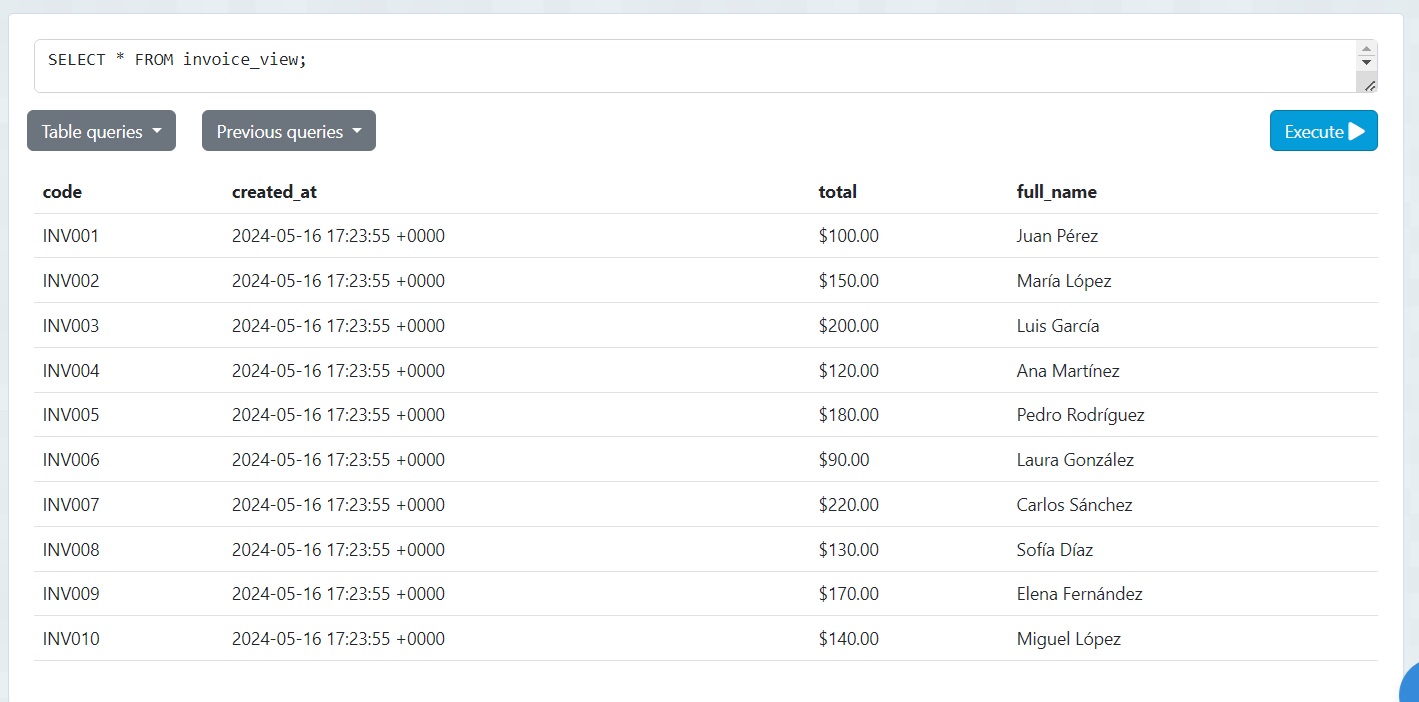 SELECT * FROM invoice_view;
Table queries Previous queries Execute
code created_at total full_name
INV001 2024-05-16 17:23:55 +0000 $100.00 Juan Pérez
INV002 2024-05-16 17:23:55 +0000 $150.00 María López
INV003 2024-05-16 17:23:55 +0000 $200.00 Luis García
INV004 2024-05-16 17:23:55 +0000 $120.00 Ana Martínez
INV005 2024-05-16 17:23:55 +0000 $180.00 Pedro Rodríguez
INV006 2024-05-16 17:23:55 +0000 $90.00 Laura González
INV007 2024-05-16 17:23:55 +0000 $220.00 Carlos Sánchez
INV008 2024-05-16 17:23:55 +0000 $130.00 Sofía Díaz
INV009 2024-05-16 17:23:55 +0000 $170.00 Elena Fernández
INV010 2024-05-16 17:23:55 +0000 $140.00 Miguel López